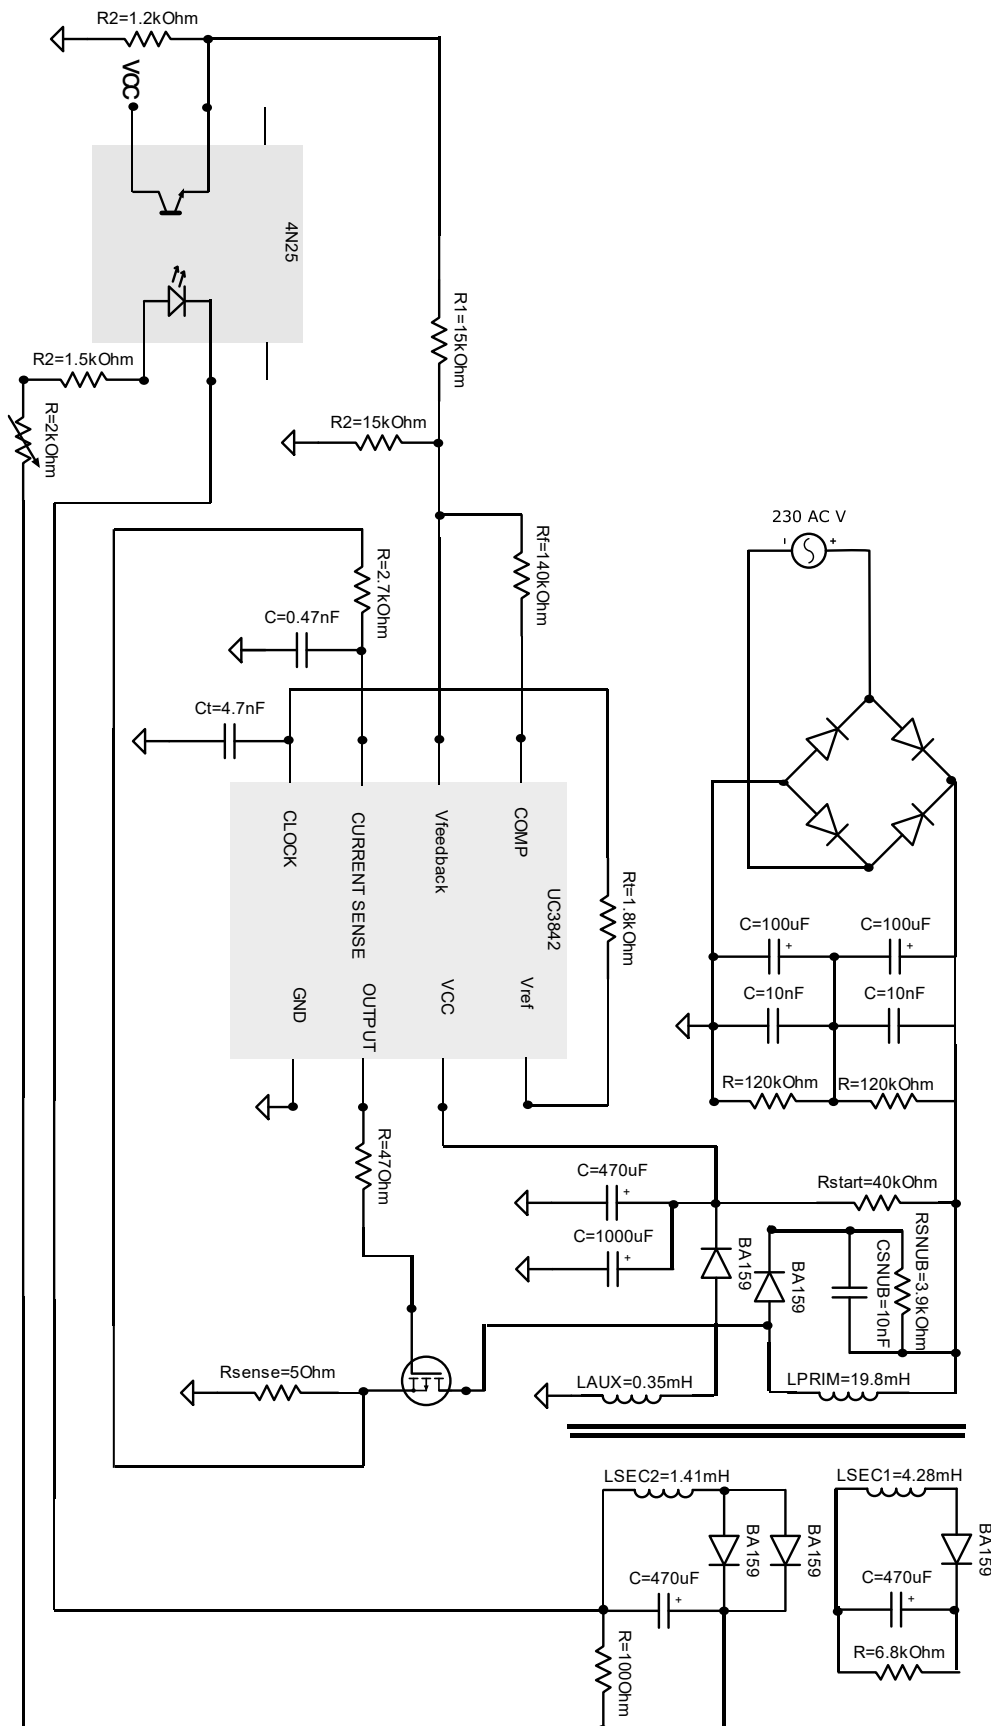 R2=1.2kOhm
VCC
4N25
R1=15kOhm
R2=1.5kOhm
R=2kOhm
R2=15kOhm
230 AC V
- +
R=2.7kOhm
Rf=140kOhm
C=0.47nF
Ct=4.7nF
CLOCK
CURRENT SENSE
Vfeedback
COMP
UC3842
Rt=1.8kOhm
GND
OUTPUT
VCC
Vref
C=100uF
+
C=100uF
+
C=10nF
C=10nF
R=120kOhm
R=120kOhm
R=47Ohm
C=470uF
+
Rstart=40kOhm
C=1000uF
+
BA159
BA159
CSNUB=10nF
RSNUB=3.9kOhm
Rsense=5Ohm
LAUX=0.35mH
LPRIM=19.8mH
LSEC2=1.41mH
LSEC1=4.28mH
BA159
BA159
BA159
C=470uF
+
C=470uF
+
R=100Ohm
R=6.8kOhm